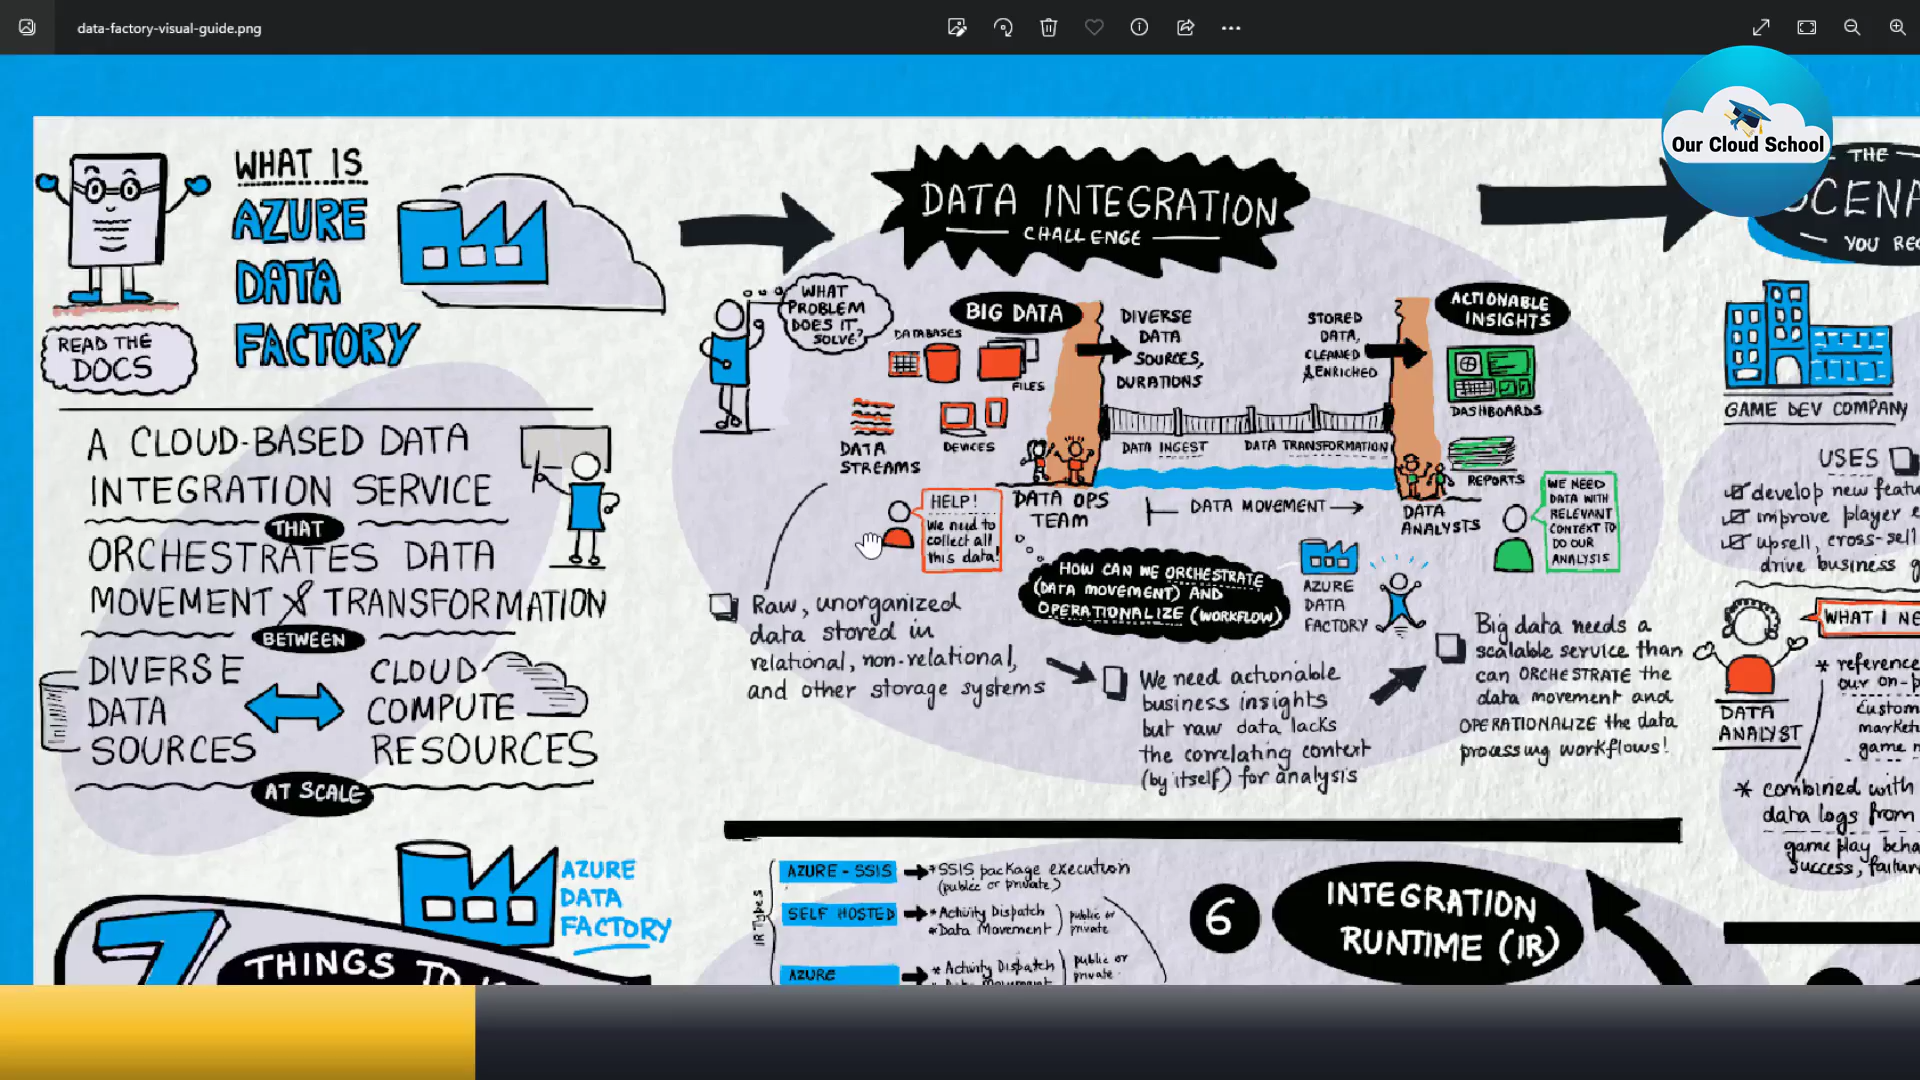 data-factory-visual-guide.png
Our Cloud School
WHAT IS
AZURE
DATA
FACTORY
READ THE
DOCS
A CLOUD-BASED DATA
INTEGRATION SERVICE
THAT
ORCHESTRATES DATA
MOVEMENT & TRANSFORMATION
BETWEEN
DIVERSE
DATA
SOURCES
CLOUD
COMPUTE
RESOURCES
AT SCALE
AZURE
DATA
FACTORY
7
THINGS TO
DATA INTEGRATION
CHALLENGE
WHAT
PROBLEM
DOES IT
SOLVE?
BIG DATA
DATABASES
FILES
DATA
STREAMS
DEVICES
DIVERSE
DATA
SOURCES,
DURATIONS
STORED
DATA,
CLEANED
& ENRICHED
ACTIONABLE
INSIGHTS
DASHBOARDS
REPORTS
DATA INGEST
DATA TRANSFORMATION
DATA OPS
TEAM
DATA MOVEMENT
DATA
ANALYSTS
HELP!
We need to
collect all
this data!
WE NEED
DATA WITH
RELEVANT
CONTEXT TO
DO OUR
ANALYSIS
HOW CAN WE ORCHESTRATE
(DATA MOVEMENT) AND
OPERATIONALIZE (WORKFLOW)
AZURE
DATA
FACTORY
Raw, unorganized
data stored in
relational, non-relational,
and other storage systems
We need actionable
business insights
but raw data lacks
the correlating context
(by itself) for analysis
Big data needs a
scalable service than
can ORCHESTRATE the
data movement and
OPERATIONALIZE the data
processing workflows!
IR Types
AZURE - SSIS
* SSIS package execution
(public or private)
SELF HOSTED
* Activity Dispatch
* Data Movement
public or
private
AZURE
* Activity Dispatch
public or
private
6
INTEGRATION
RUNTIME (IR)
THE
YOU
GAME DEV COMPANY
USES
develop new
improve player
upsell, cross-sell
drive business
WHAT I
DATA
ANALYST
* reference
our
game
* combined with
data logs from
game play
success,